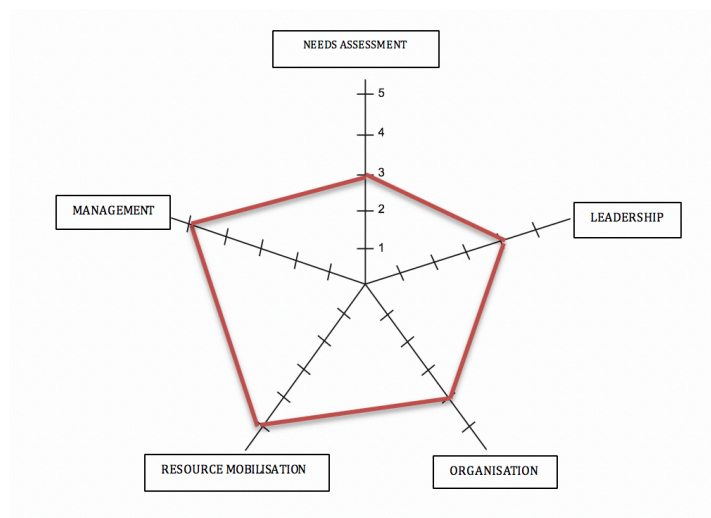 NEEDS ASSESSMENT
5
4
3
2
1
MANAGEMENT
LEADERSHIP
RESOURCE MOBILISATION
ORGANISATION